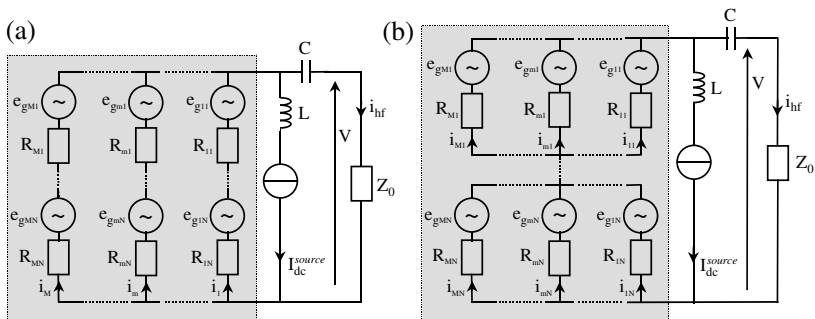 (a)
C
e_gM1 e_gm1 e_g11
R_M1 R_m1 R_11
L
V
i_hf
Z_0
e_gMN e_gmN e_g1N
R_MN R_mN R_1N
i_M i_m i_1
I_dc^source
(b)
C
e_gM1 e_gm1 e_g11
R_M1 R_m1 R_11
i_M1 i_m1 i_11
L
V
i_hf
Z_0
e_gMN e_gmN e_g1N
R_MN R_mN R_1N
i_MN i_mN i_1N
I_dc^source